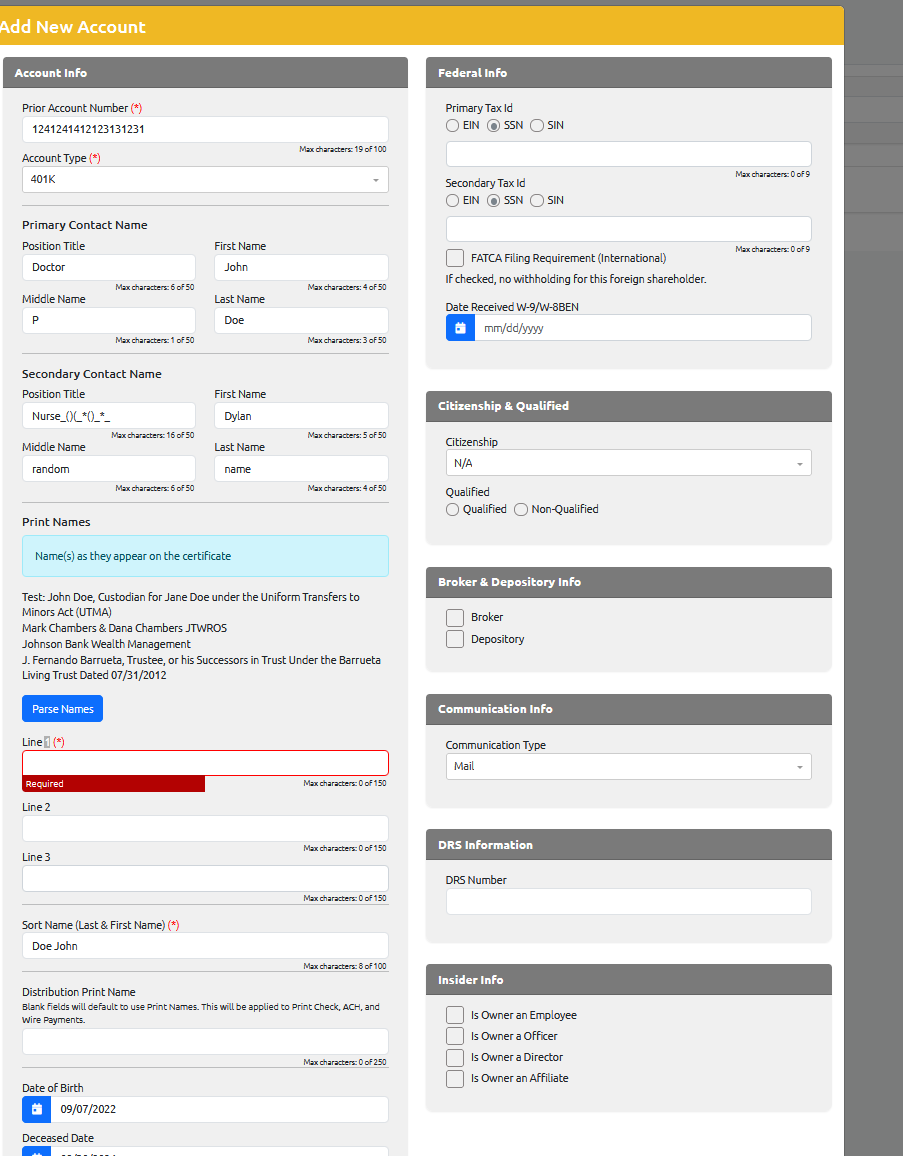 Add New Account
Account Info
Prior Account Number (*)
1241241412123131231
Max characters: 19 of 100
Account Type (*)
401K
Primary Contact Name
Position Title First Name
Doctor John
Max characters: 6 of 50 Max characters: 4 of 50
Middle Name Last Name
P Doe
Max characters: 1 of 50 Max characters: 3 of 50
Secondary Contact Name
Position Title First Name
Nurse_()(_*()_*_ Dylan
Max characters: 16 of 50 Max characters: 5 of 50
Middle Name Last Name
random name
Max characters: 6 of 50 Max characters: 4 of 50
Print Names
Name(s) as they appear on the certificate
Test: John Doe, Custodian for Jane Doe under the Uniform Transfers to
Minors Act (UTMA)
Mark Chambers & Dana Chambers JTWROS
Johnson Bank Wealth Management
J. Fernando Barrueta, Trustee, or his Successors in Trust Under the Barrueta
Living Trust Dated 07/31/2012
Parse Names
Line 1 (*)
Required Max characters: 0 of 150
Line 2
Max characters: 0 of 150
Line 3
Max characters: 0 of 150
Sort Name (Last & First Name) (*)
Doe John
Max characters: 8 of 100
Distribution Print Name
Blank fields will default to use Print Names. This will be applied to Print Check, ACH, and
Wire Payments.
Max characters: 0 of 250
Date of Birth
09/07/2022
Deceased Date
Federal Info
Primary Tax Id
EIN SSN SIN
Max characters: 0 of 9
Secondary Tax Id
EIN SSN SIN
Max characters: 0 of 9
FATCA Filing Requirement (International)
If checked, no withholding for this foreign shareholder.
Date Received W-9/W-8BEN
mm/dd/yyyy
Citizenship & Qualified
Citizenship
N/A
Qualified
Qualified Non-Qualified
Broker & Depository Info
Broker
Depository
Communication Info
Communication Type
Mail
DRS Information
DRS Number
Insider Info
Is Owner an Employee
Is Owner a Officer
Is Owner a Director
Is Owner an Affiliate